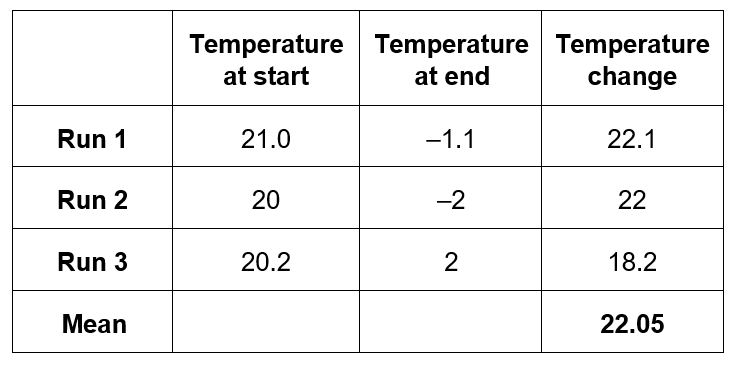 Temperature at start Temperature at end Temperature change
Run 1 21.0 –1.1 22.1
Run 2 20 –2 22
Run 3 20.2 2 18.2
Mean 22.05